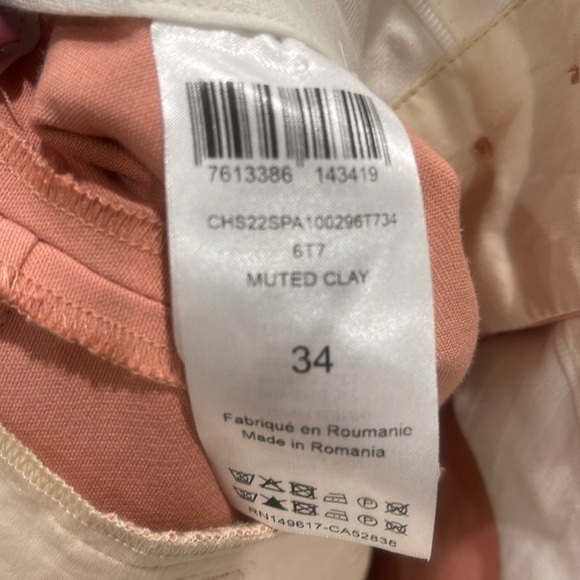 7613386 143419
CHS22SPA100296T734
6T7
MUTED CLAY
34
Fabriqué en Roumanie
Made in Romania
RN149617-CA52838